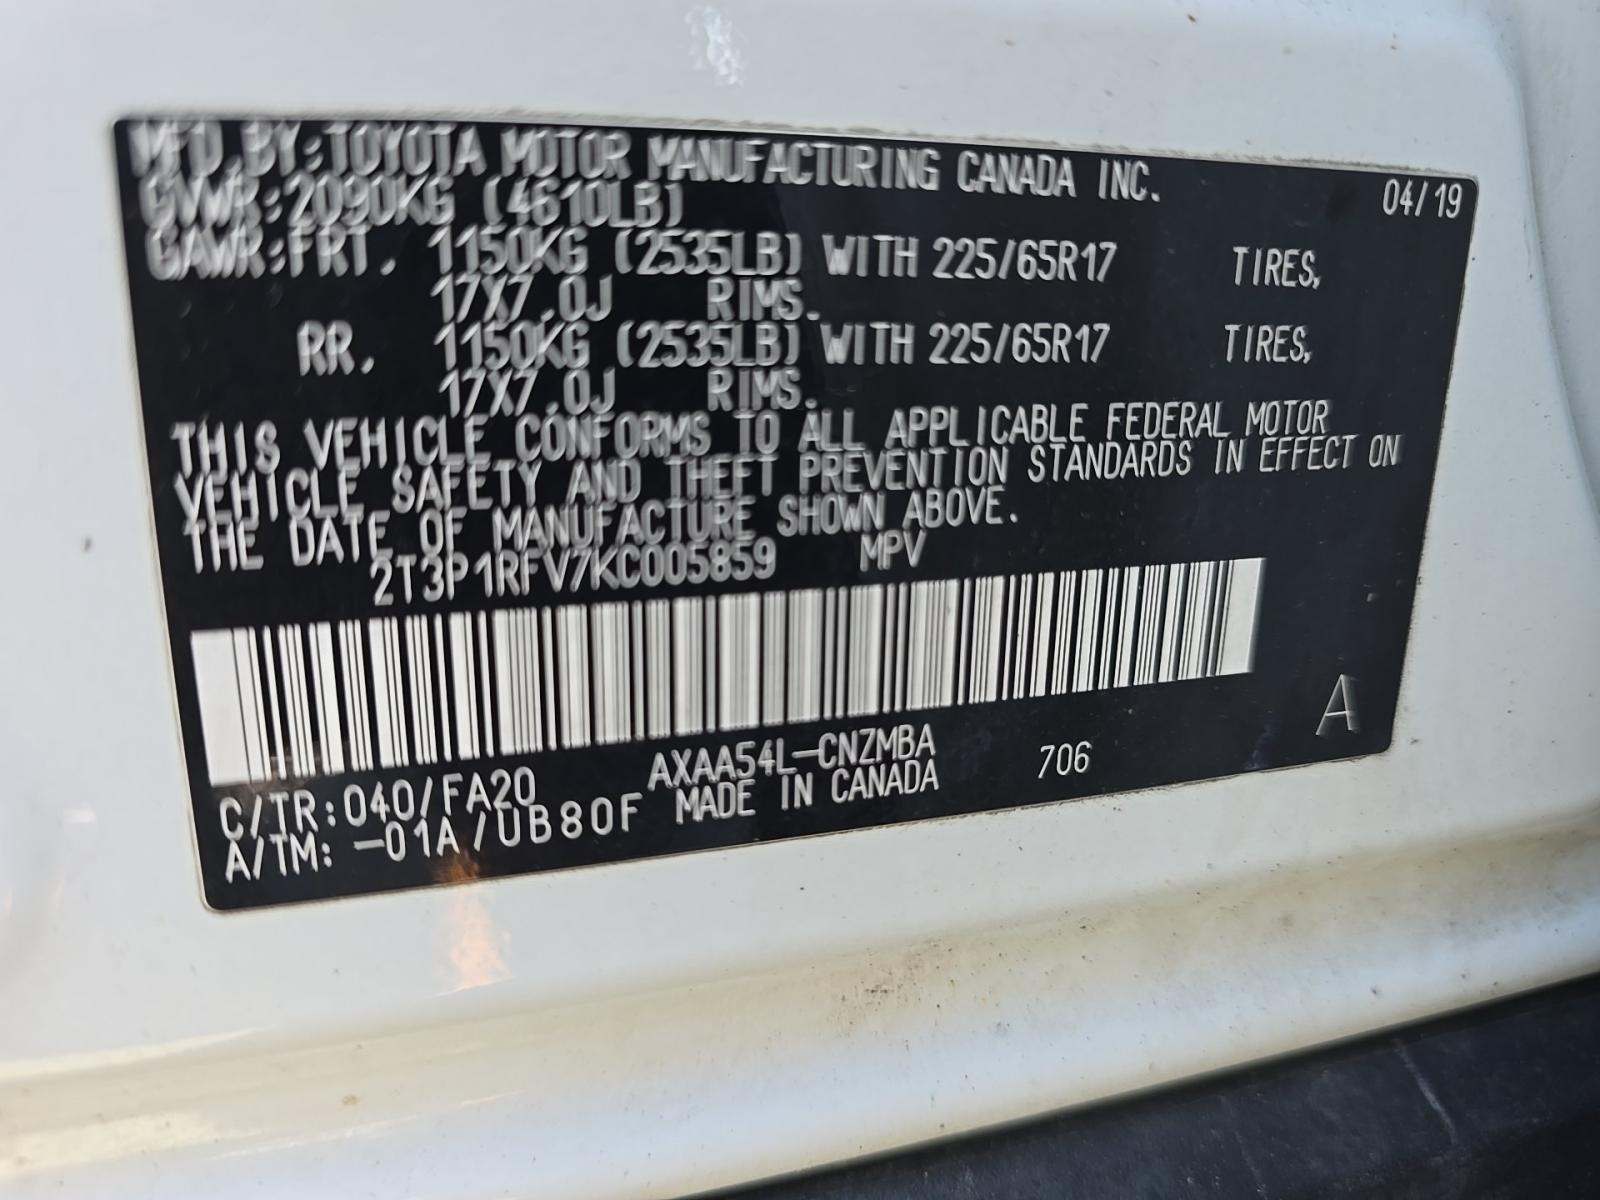 MFD.BY:TOYOTA MOTOR MANUFACTURING CANADA INC. 04/19
GVWR:2090KG (4610LB)
GAWR:FRT. 1150KG (2535LB) WITH 225/65R17 TIRES,
17X7.0J RIMS.
RR. 1150KG (2535LB) WITH 225/65R17 TIRES,
17X7.0J RIMS.
THIS VEHICLE CONFORMS TO ALL APPLICABLE FEDERAL MOTOR
VEHICLE SAFETY AND THEFT PREVENTION STANDARDS IN EFFECT ON
THE DATE OF MANUFACTURE SHOWN ABOVE.
2T3P1RFV7KC005859 MPV
C/TR:040/FA20 AXAA54L-CNZMBA 706 A
A/TM:-01A/UB80F MADE IN CANADA